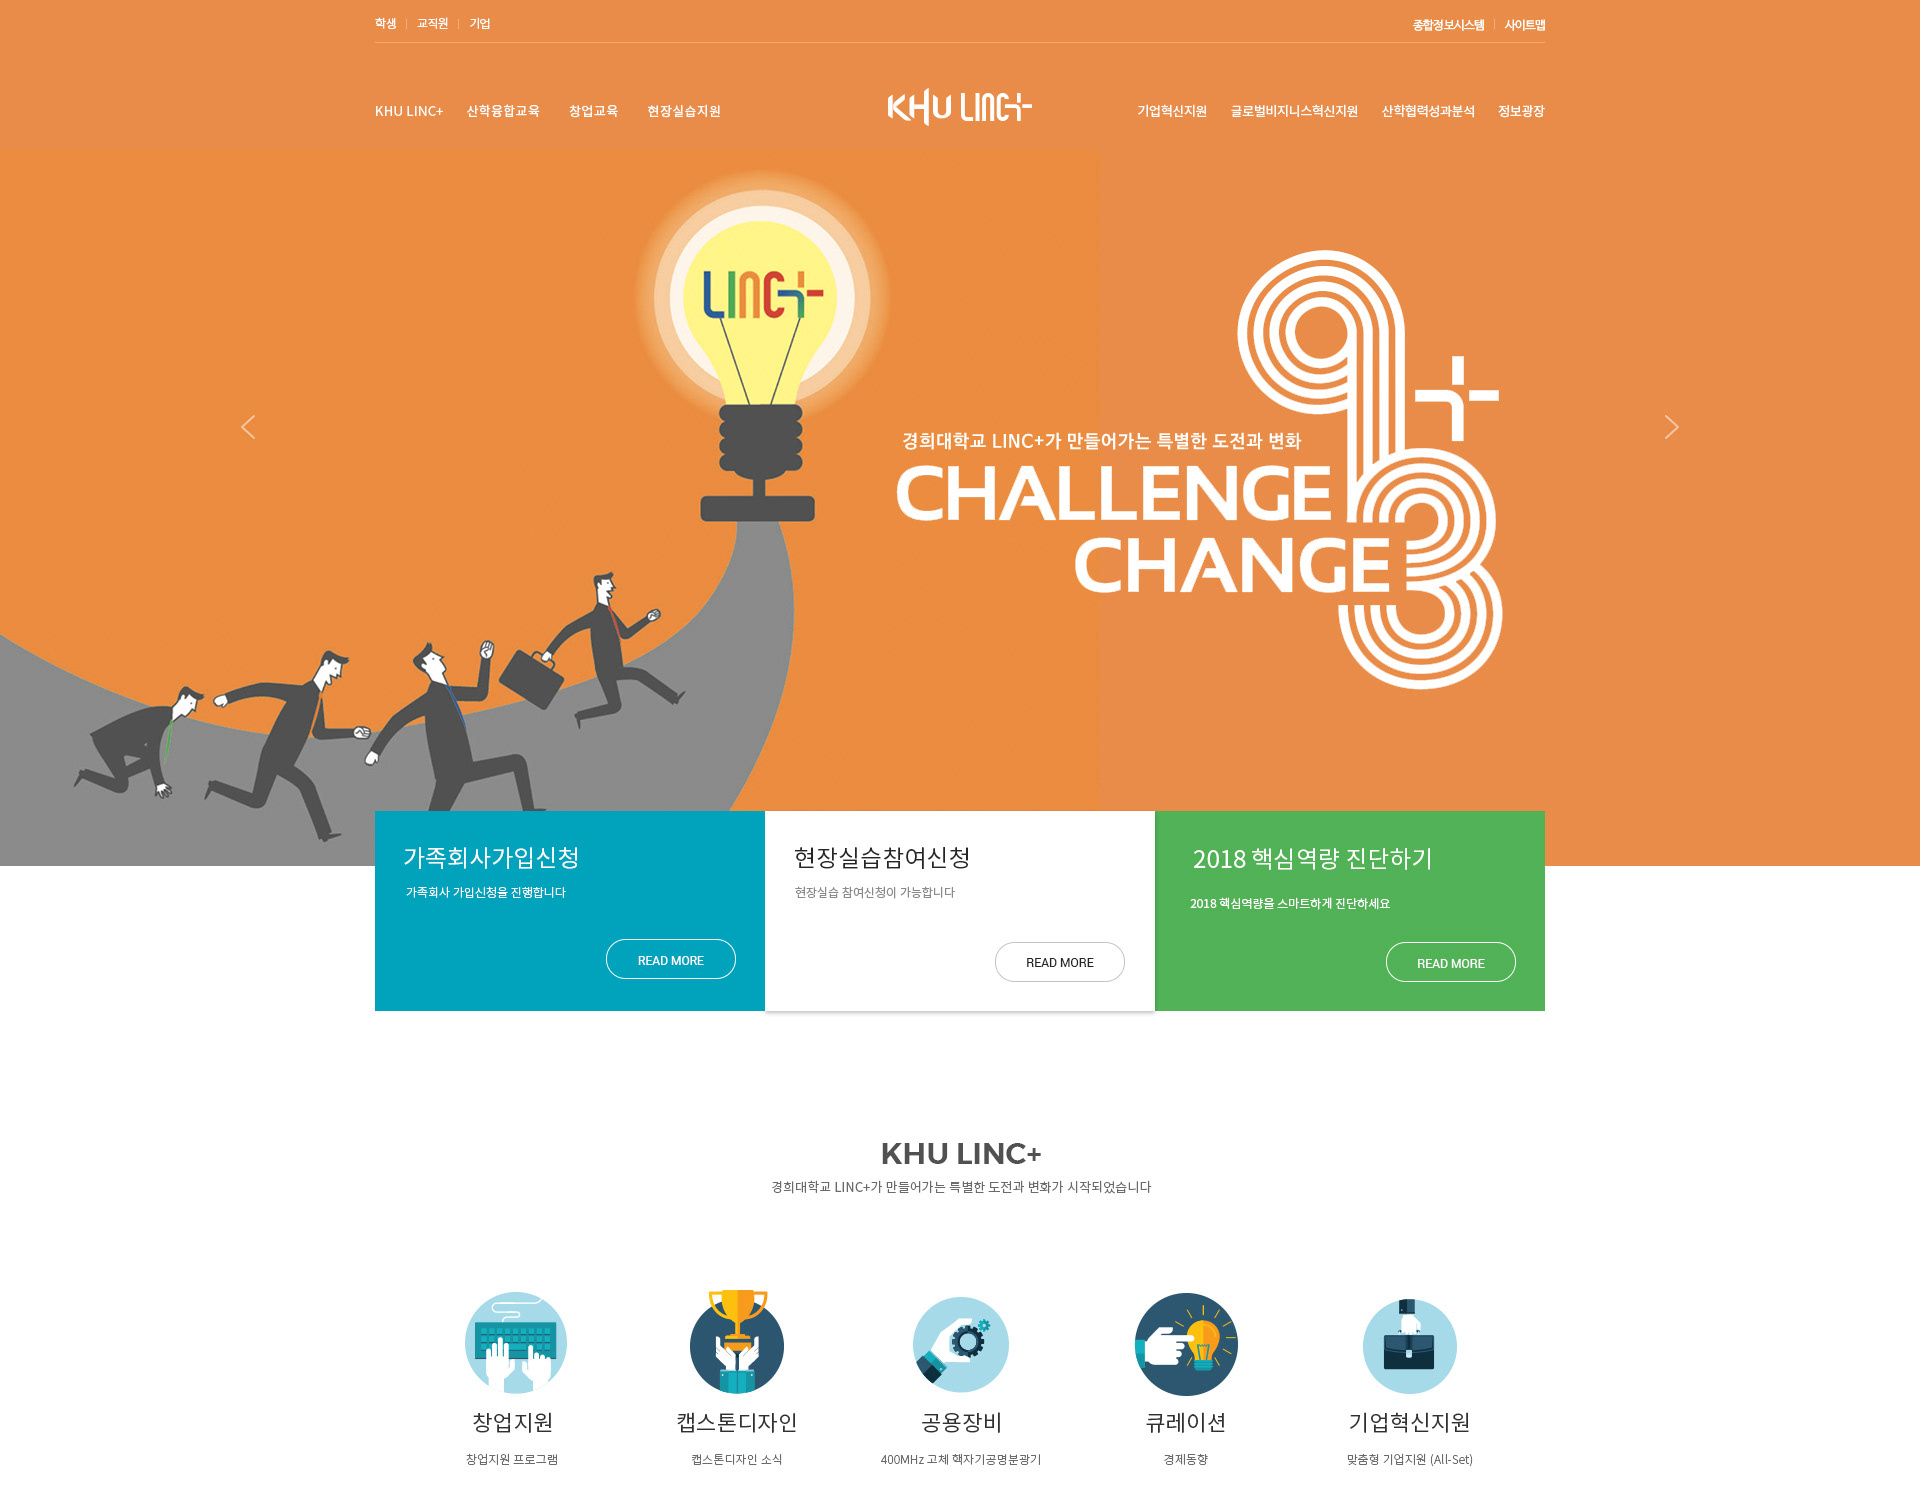 학생 교직원 기업 종합정보시스템 사이트맵
KHU LINC+ 산학융합교육 창업교육 현장실습지원 KHU LINC+ 기업혁신지원 글로벌비지니스혁신지원 산학협력성과분석 정보광장
LINC+
9+3
경희대학교 LINC+가 만들어가는 특별한 도전과 변화
CHALLENGE
CHANGE
가족회사가입신청
가족회사 가입신청을 진행합니다
READ MORE
현장실습참여신청
현장실습 참여신청이 가능합니다
READ MORE
2018 핵심역량 진단하기
2018 핵심역량을 스마트하게 진단하세요
READ MORE
KHU LINC+
경희대학교 LINC+가 만들어가는 특별한 도전과 변화가 시작되었습니다
창업지원
창업지원 프로그램
캡스톤디자인
캡스톤디자인 소식
공용장비
400MHz 고체 핵자기공명분광기
큐레이션
경제동향
기업혁신지원
맞춤형 기업지원 (All-Set)